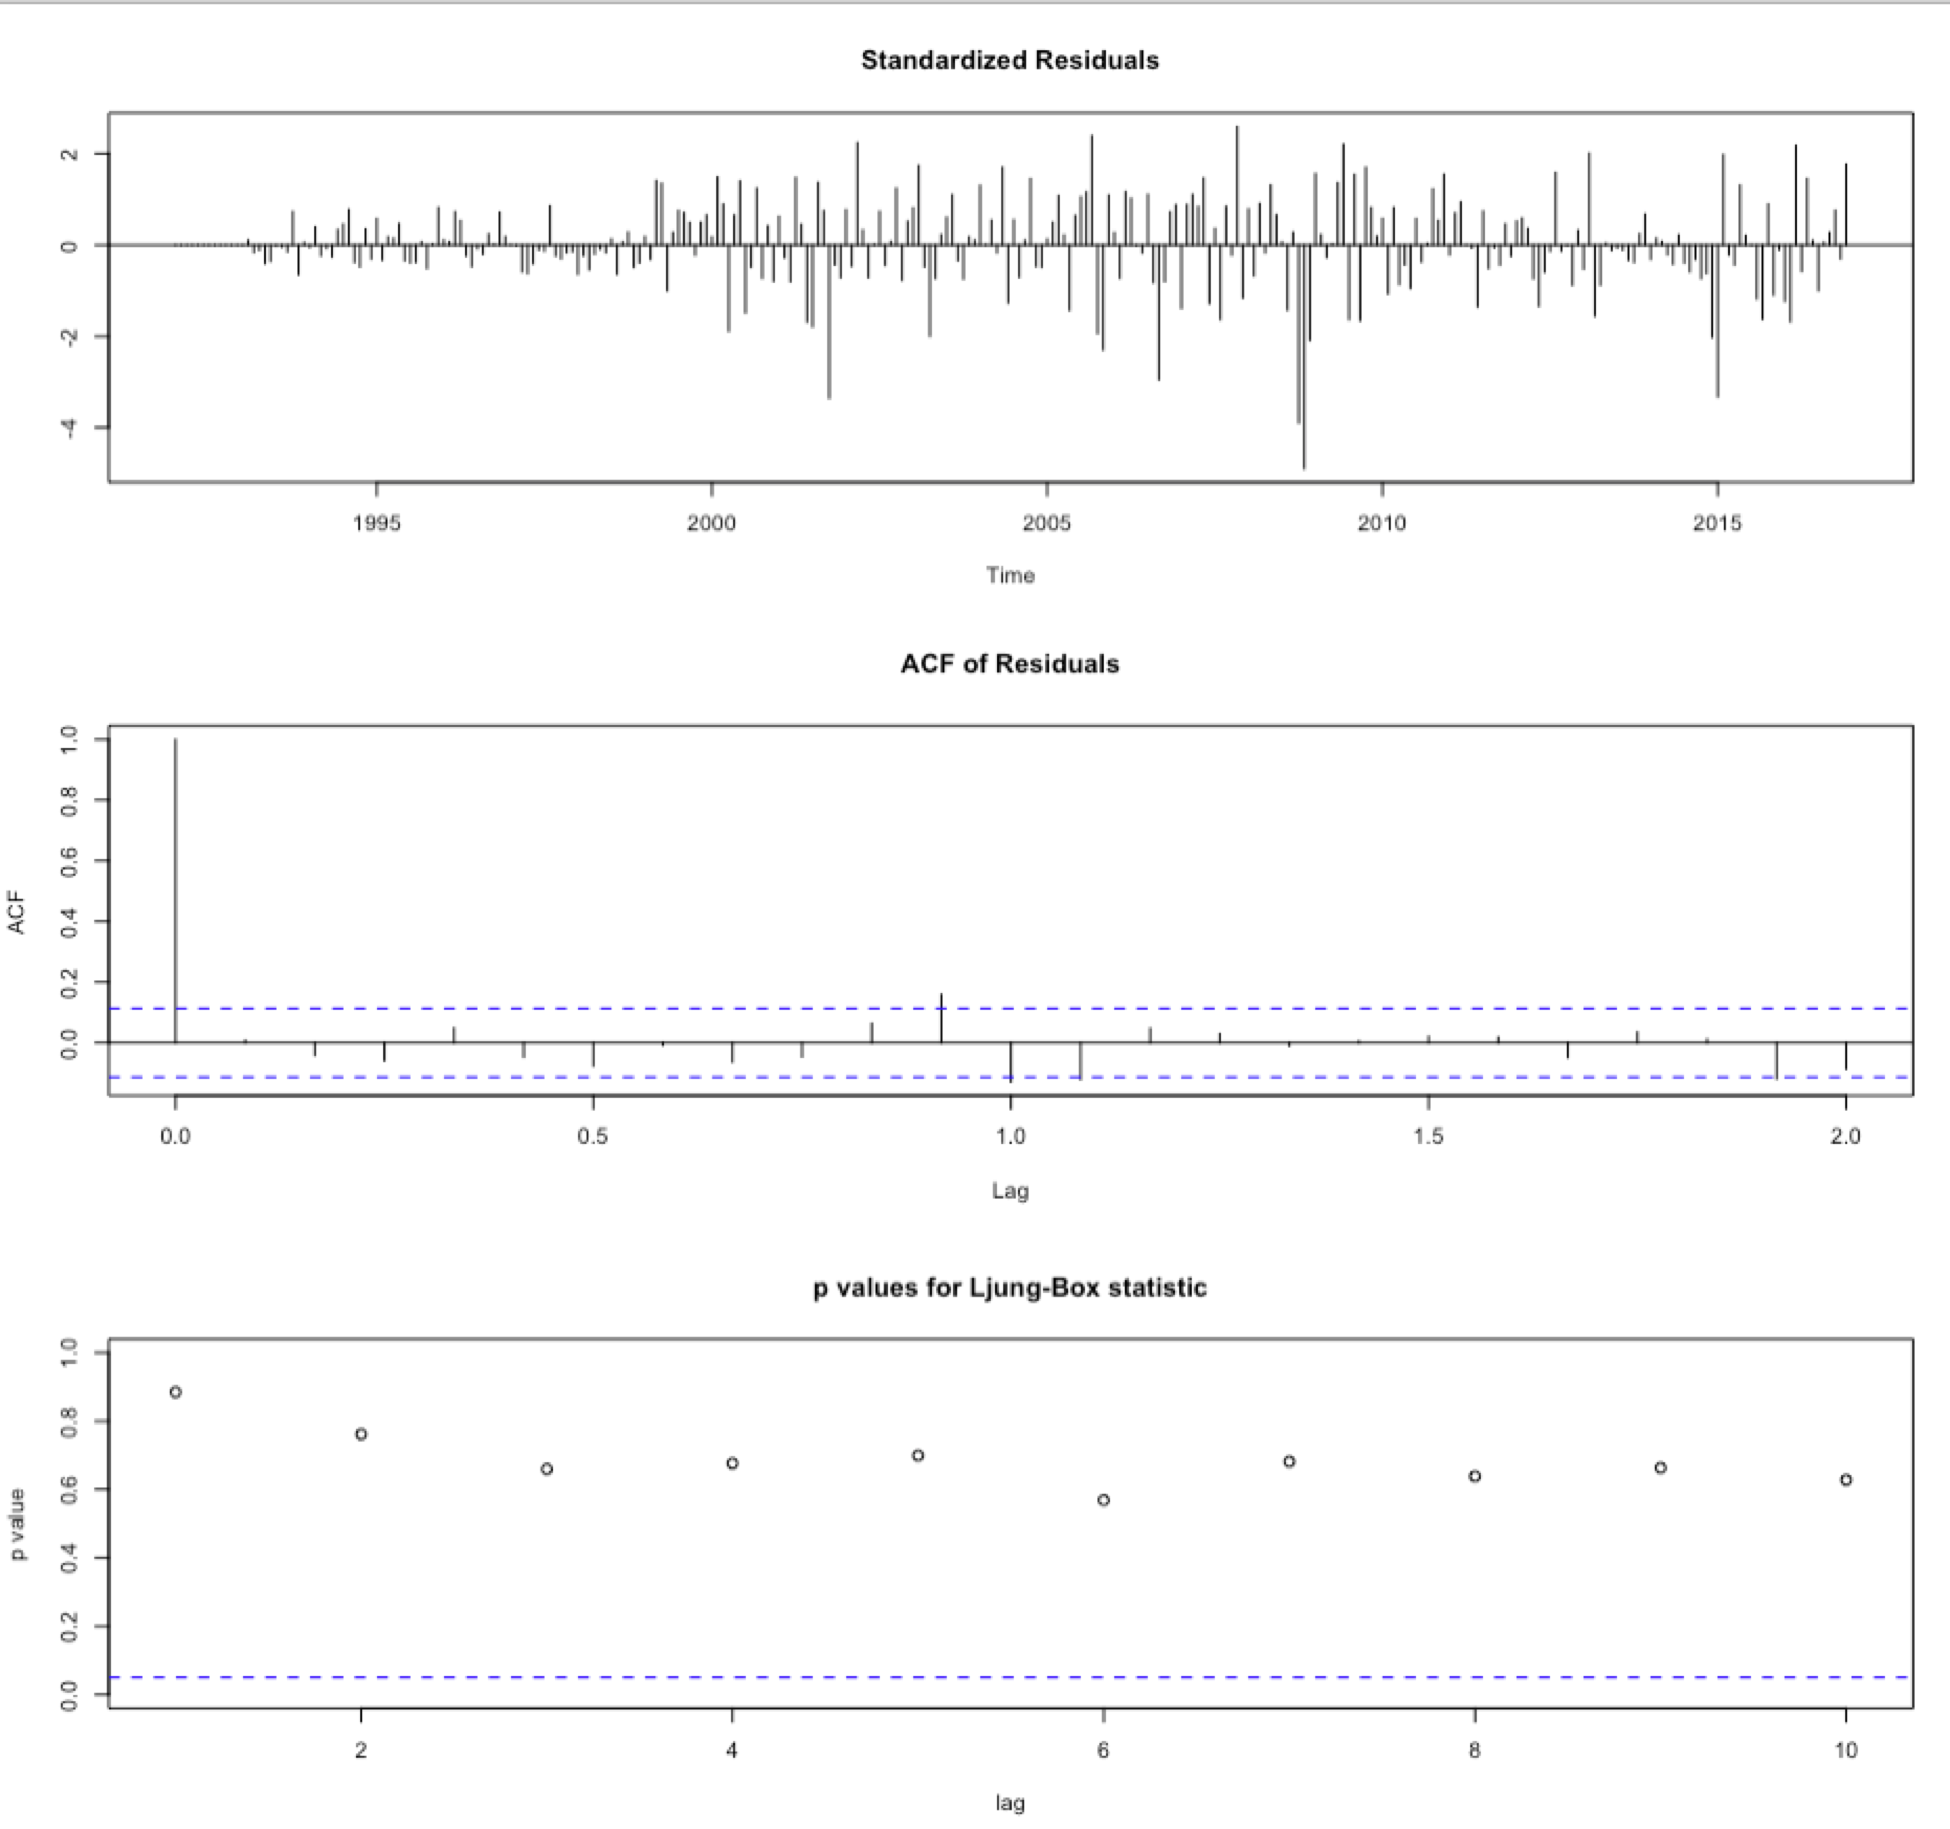 Standardized Residuals
2
0
-2
-4
1995 2000 2005 2010 2015
Time
ACF of Residuals
ACF
1.0
0.8
0.6
0.4
0.2
0.0
0.0 0.5 1.0 1.5 2.0
Lag
p values for Ljung-Box statistic
p value
1.0
0.8
0.6
0.4
0.2
0.0
2 4 6 8 10
lag